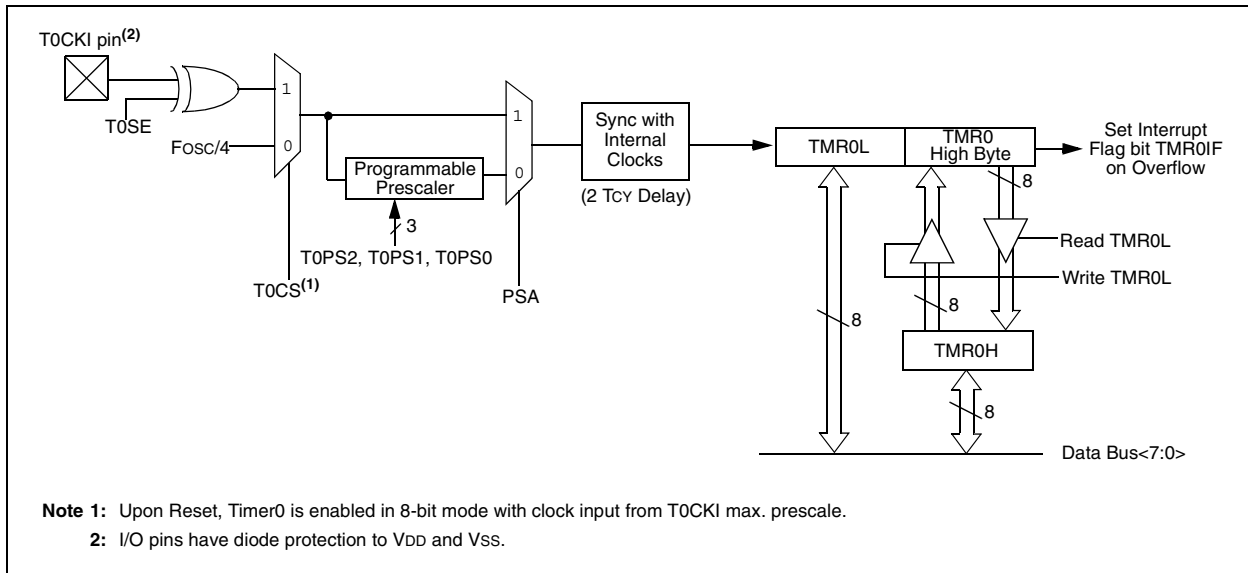 T0CKI pin(2)
T0SE
FOSC/4
1
0
T0CS(1)
Programmable
Prescaler
3
T0PS2, T0PS1, T0PS0
1
0
PSA
Sync with
Internal
Clocks
(2 TCY Delay)
TMR0L
TMR0
High Byte
Set Interrupt
Flag bit TMR0IF
on Overflow
8
Read TMR0L
Write TMR0L
8
8
TMR0H
8
Data Bus<7:0>
Note 1: Upon Reset, Timer0 is enabled in 8-bit mode with clock input from T0CKI max. prescale.
2: I/O pins have diode protection to VDD and VSS.